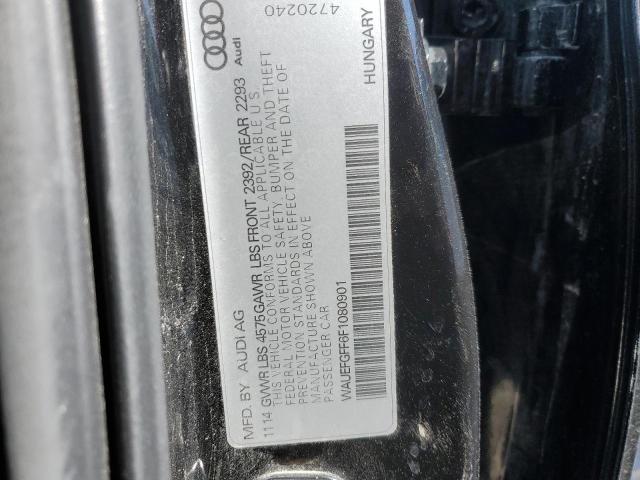 MFD. BY AUDI AG
11 14 GVWR LBS 4575 GAWR LBS FRONT 2392/REAR 2293
THIS VEHICLE CONFORMS TO ALL APPLICABLE U S
FEDERAL MOTOR VEHICLE SAFETY, BUMPER AND THEFT
PREVENTION STANDARDS IN EFFECT ON THE DATE OF
MANUFACTURE SHOWN ABOVE
PASSENGER CAR
WAUEFGFF6F1080901
HUNGARY
Audi
4720240